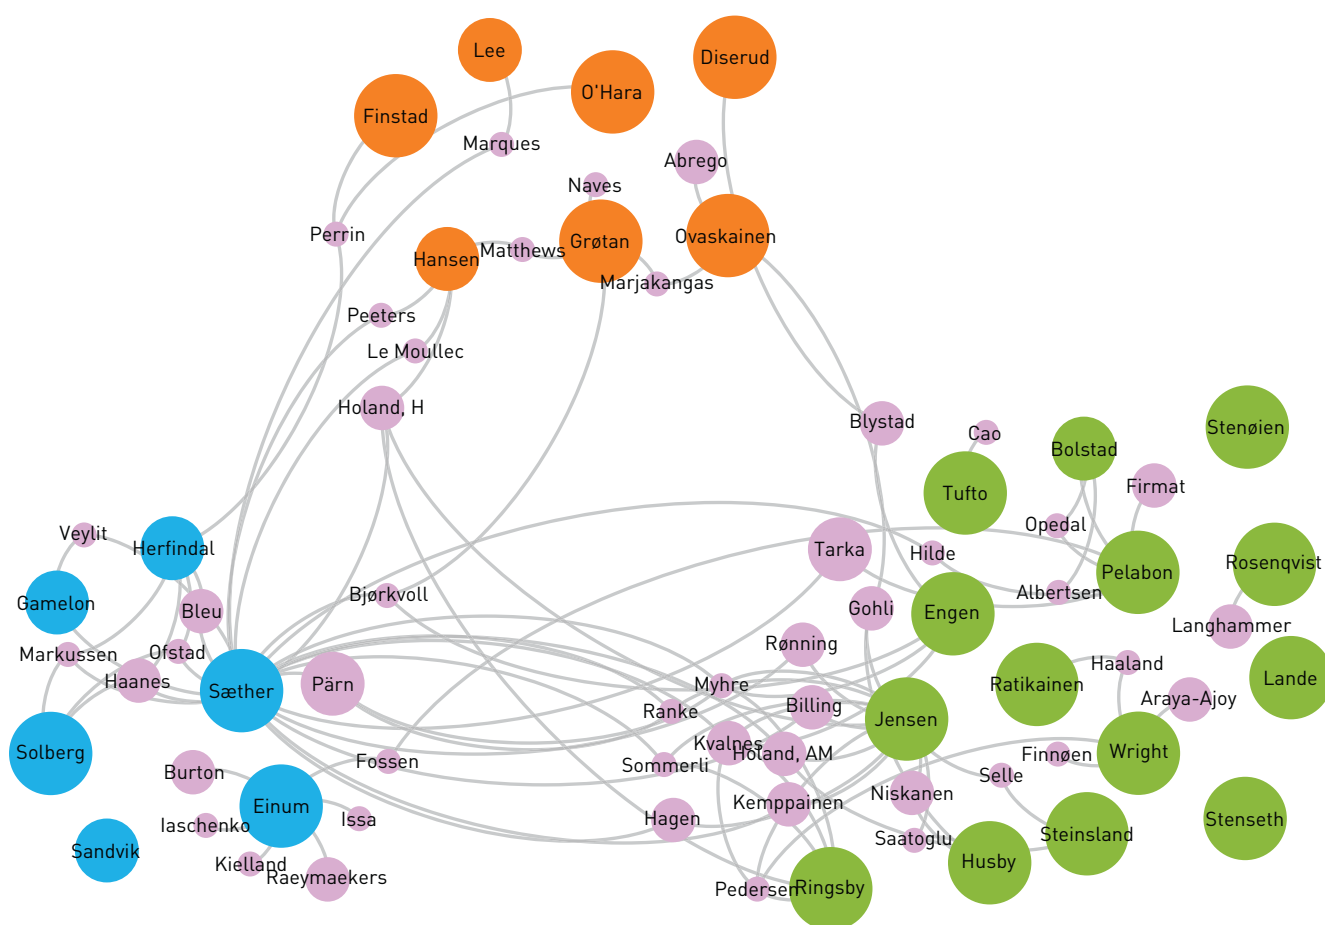 Lee
Diserud
O'Hara
Finstad
Marques
Abrego
Naves
Perrin
Ovaskainen
Grøtan
Matthews
Hansen
Marjakangas
Peeters
Le Moullec
Holand, H
Blystad
Stenøien
Cao
Bolstad
Firmat
Tufto
Opedal
Veylit
Herfindal
Tarka
Hilde
Rosenqvist
Pelabon
Albertsen
Bjørkvoll
Gamelon
Bleu
Gohli
Engen
Langhammer
Rønning
Markussen
Ofstad
Haaland
Haanes
Sæther
Pärn
Myhre
Ratikainen
Lande
Araya-Ajoy
Ranke
Billing
Jensen
Kvalnes
Solberg
Holand, AM
Finnøen
Wright
Fossen
Sommerli
Burton
Selle
Niskanen
Kemppainen
Einum
Issa
Hagen
Iaschenko
Stenseth
Steinsland
Saatoglu
Sandvik
Kielland
Husby
Raeymaekers
Pedersen
Ringsby